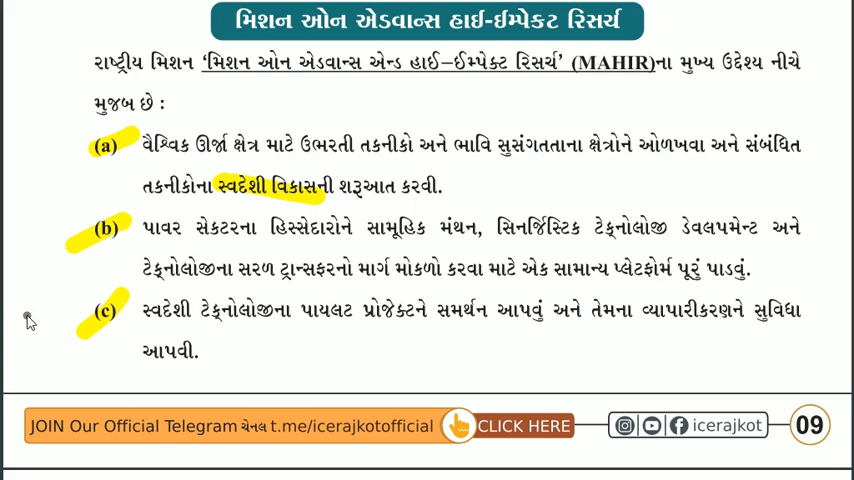 મિશન ઓન એડવાન્સ હાઈ-ઈમ્પેકટ રિસર્ચ
રાષ્ટ્રીય મિશન ‘મિશન ઓન એડવાન્સ એન્ડ હાઈ–ઈમ્પેક્ટ રિસર્ચ’ (MAHIR)ના મુખ્ય ઉદ્દેશ્ય નીચે
મુજબ છે :
(a) વૈશ્વિક ઊર્જા ક્ષેત્ર માટે ઉભરતી તકનીકો અને ભાવિ સુસંગતતાના ક્ષેત્રોને ઓળખવા અને સંબંધિત
તકનીકોના સ્વદેશી વિકાસની શરૂઆત કરવી.
(b) પાવર સેકટરના હિસ્સેદારોને સામૂહિક મંથન, સિનર્જિસ્ટિક ટેક્નોલોજી ડેવલપમેન્ટ અને
ટેક્નોલોજીના સરળ ટ્રાન્સફરનો માર્ગ મોકળો કરવા માટે એક સામાન્ય પ્લેટફોર્મ પૂરું પાડવું.
(c) સ્વદેશી ટેક્નોલોજીના પાયલટ પ્રોજેક્ટને સમર્થન આપવું અને તેમના વ્યાપારીકરણને સુવિધા
આપવી.
JOIN Our Official Telegram ચેનલ t.me/icerajkotofficial CLICK HERE icerajkot 09